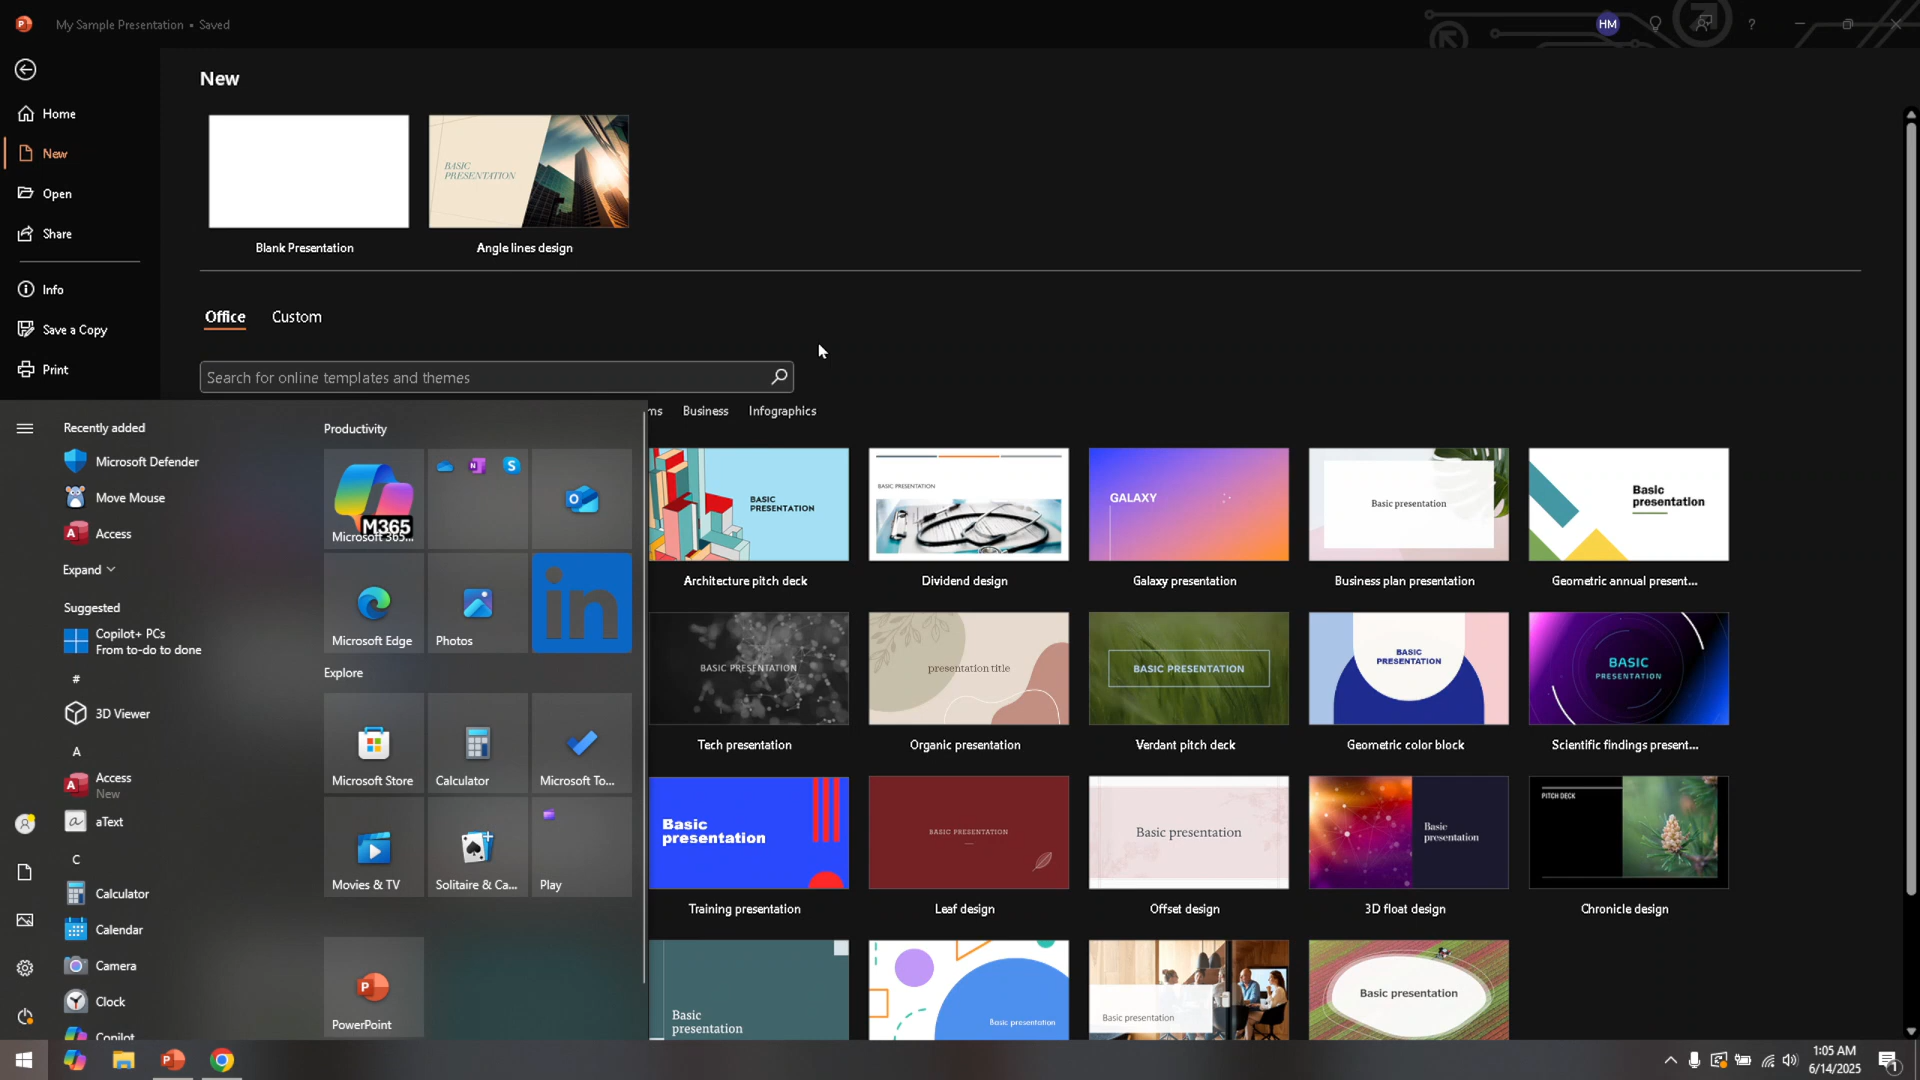 My Sample Presentation • Saved
HM
?
New
Home
New
Open
Share
Info
Save a Copy
Print
BASIC
PRESENTATION
Blank Presentation
Angle lines design
Office
Custom
Search for online templates and themes
ms
Business
Infographics
Recently added
Microsoft Defender
Move Mouse
Access
Expand
Suggested
Copilot+ PCs
From to-do to done
#
3D Viewer
A
Access
New
aText
C
Calculator
Calendar
Camera
Clock
Copilot
Productivity
M365
Microsoft 365...
Microsoft Edge
Photos
in
Explore
Microsoft Store
Calculator
Microsoft To...
Movies & TV
Solitaire & Ca...
Play
PowerPoint
BASIC
PRESENTATION
BASIC PRESENTATION
GALAXY
Basic presentation
Basic
presentation
Architecture pitch deck
Dividend design
Galaxy presentation
Business plan presentation
Geometric annual present...
BASIC PRESENTATION
presentation title
BASIC PRESENTATION
BASIC
PRESENTATION
BASIC
PRESENTATION
Tech presentation
Organic presentation
Verdant pitch deck
Geometric color block
Scientific findings present...
Basic
presentation
BASIC PRESENTATION
Basic presentation
Basic
presentation
PITCH DECK
Training presentation
Leaf design
Offset design
3D float design
Chronicle design
Basic
presentation
Basic presentation
Basic presentation
Basic presentation
1:05 AM
6/14/2025
1